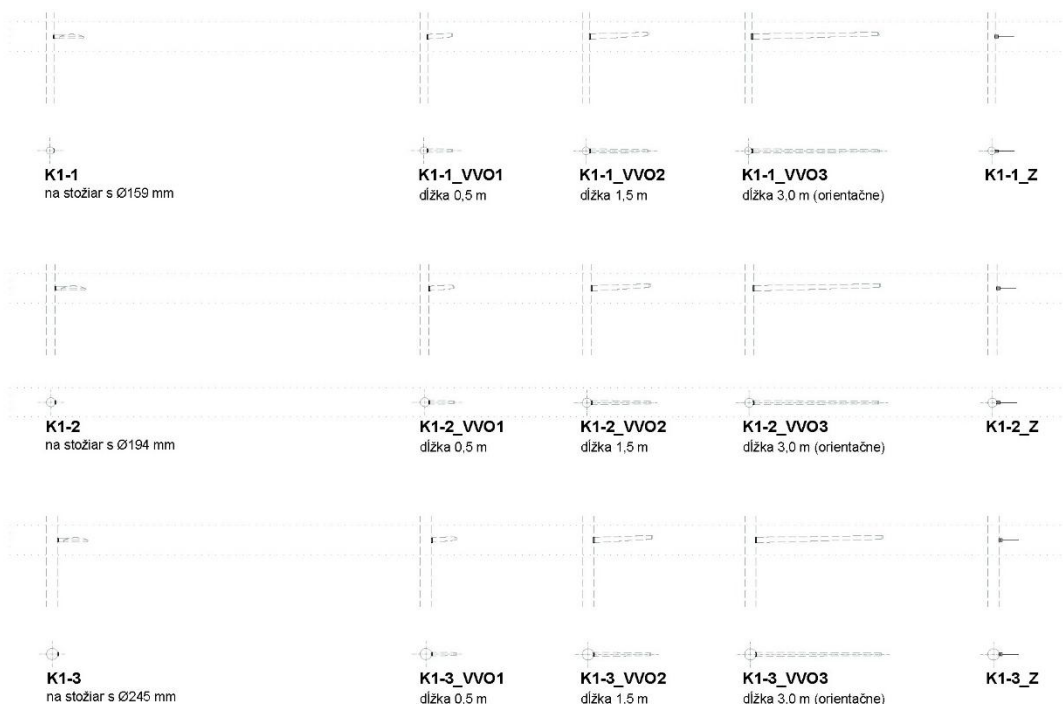 K1-1
na stožiar s Ø159 mm
K1-1_VVO1
dĺžka 0,5 m
K1-1_VVO2
dĺžka 1,5 m
K1-1_VVO3
dĺžka 3,0 m (orientačne)
K1-1_Z
K1-2
na stožiar s Ø194 mm
K1-2_VVO1
dĺžka 0,5 m
K1-2_VVO2
dĺžka 1,5 m
K1-2_VVO3
dĺžka 3,0 m (orientačne)
K1-2_Z
K1-3
na stožiar s Ø245 mm
K1-3_VVO1
dĺžka 0,5 m
K1-3_VVO2
dĺžka 1,5 m
K1-3_VVO3
dĺžka 3,0 m (orientačne)
K1-3_Z